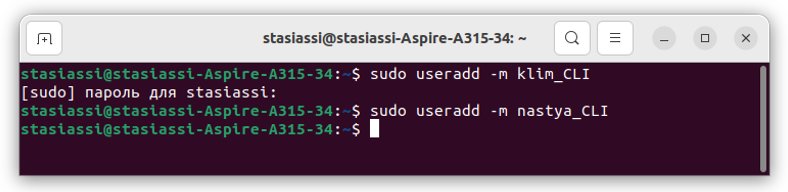 stasiassi@stasiassi-Aspire-A315-34: ~
stasiassi@stasiassi-Aspire-A315-34:~$ sudo useradd -m klim_CLI
[sudo] пароль для stasiassi:
stasiassi@stasiassi-Aspire-A315-34:~$ sudo useradd -m nastya_CLI
stasiassi@stasiassi-Aspire-A315-34:~$